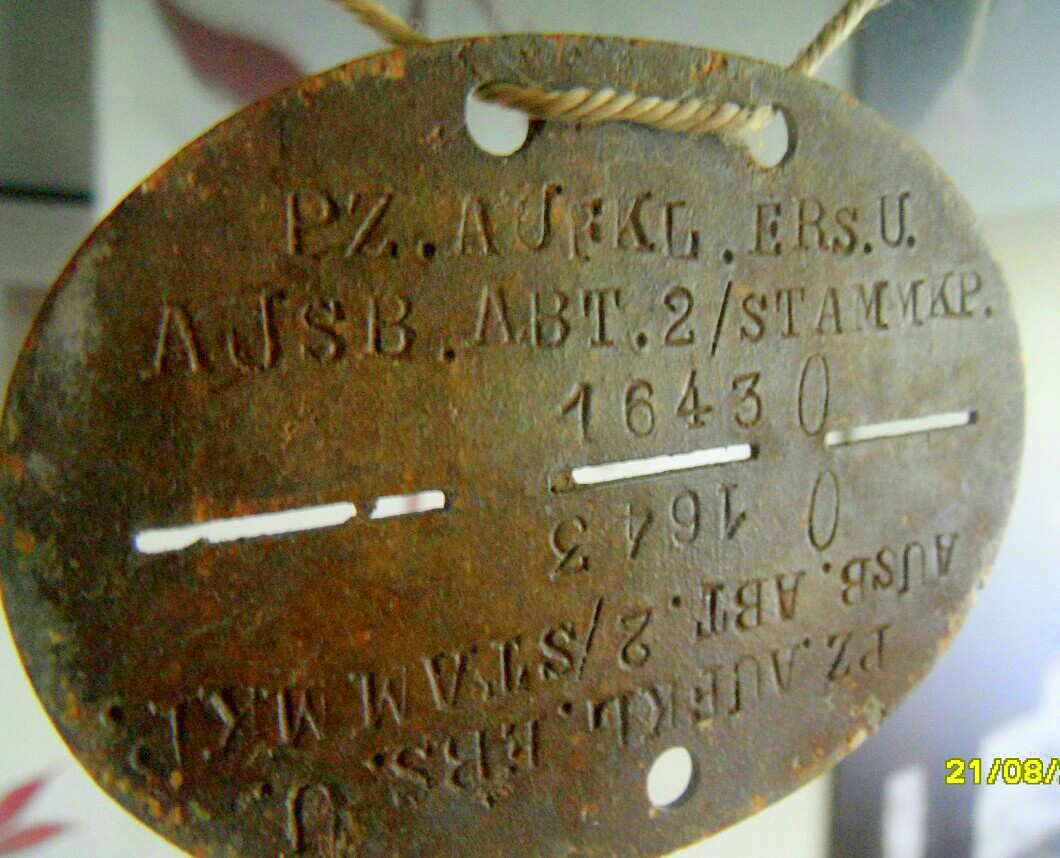 PZ. AUFKL. ERS. U.
AUSB. ABT. 2/STAMMKP.
1643 0
0 1643
AUSB. ABT. 2/STAMM.KP.
PZ. AUFKL. ERS. U.
21/08/